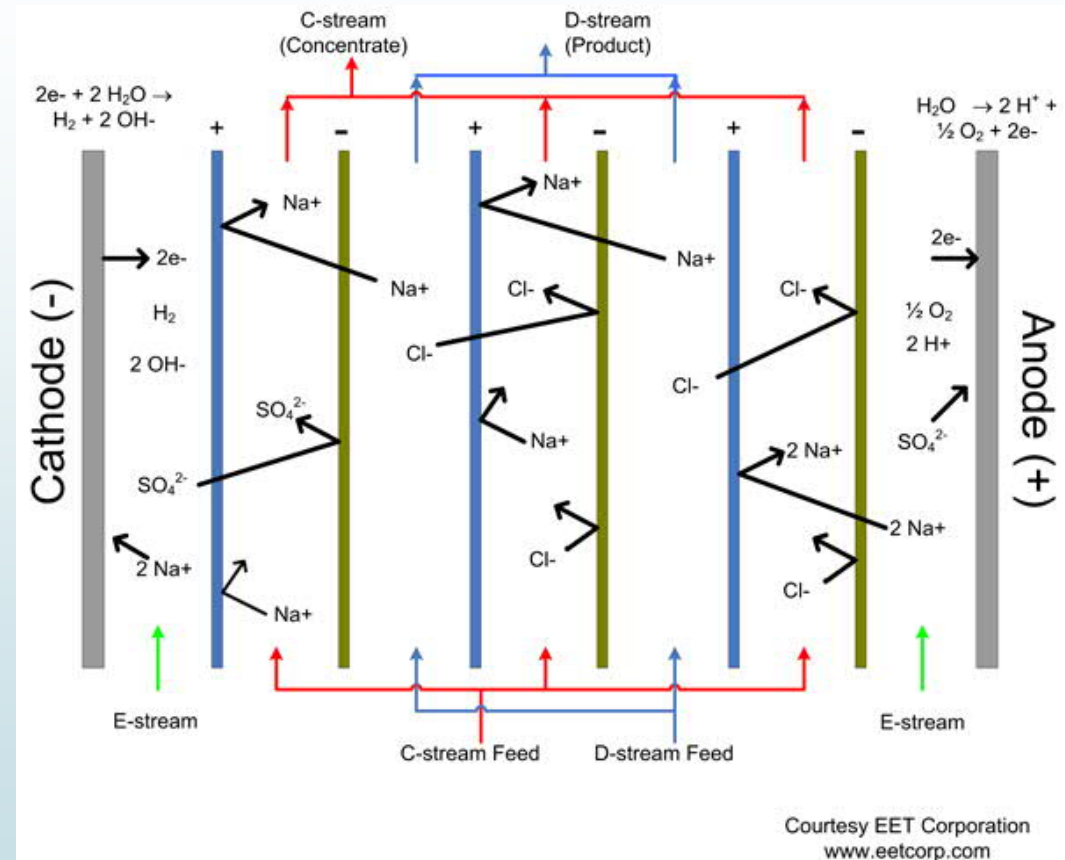 C-stream
(Concentrate)
D-stream
(Product)
2e- + 2 H₂O →
H₂ + 2 OH-
H₂O → 2 H⁺ +
½ O₂ + 2e-
+
-
+
-
+
-
Na+
Na+
Na+
Na+
2e-
2e-
Cl-
Cl-
H₂
½ O₂
2 OH-
2 H+
Cl-
Cl-
SO₄²⁻
Na+
SO₄²⁻
2 Na+
SO₄²⁻
2 Na+
Cl-
2 Na+
Cl-
Na+
Cathode (-)
Anode (+)
E-stream
E-stream
C-stream Feed
D-stream Feed
Courtesy EET Corporation
www.eetcorp.com